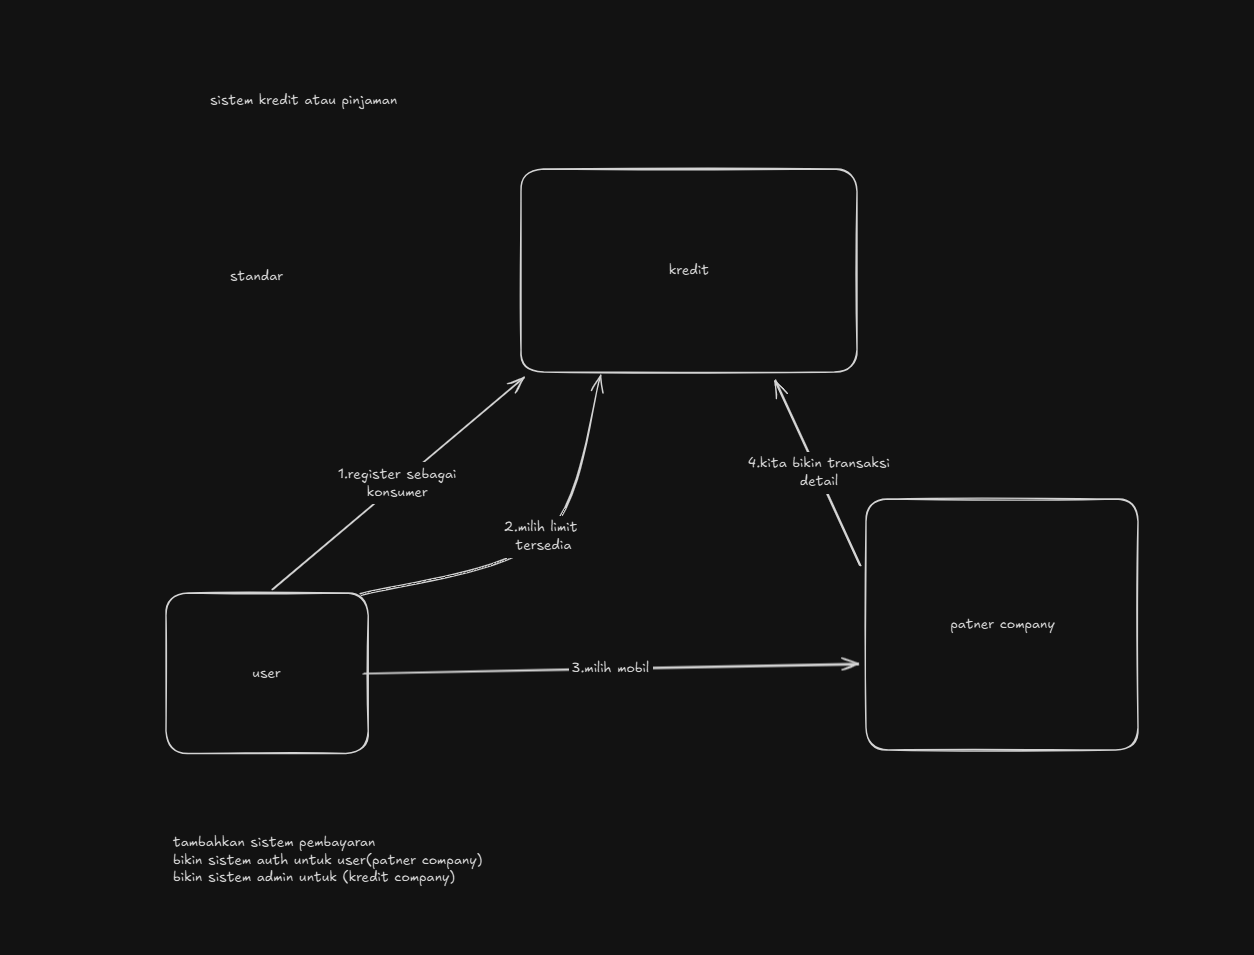 sistem kredit atau pinjaman
kredit
standar
1.register sebagai
konsumer
2.milih limit
tersedia
4.kita bikin transaksi
detail
patner company
3.milih mobil
user
tambahkan sistem pembayaran
bikin sistem auth untuk user(patner company)
bikin sistem admin untuk (kredit company)